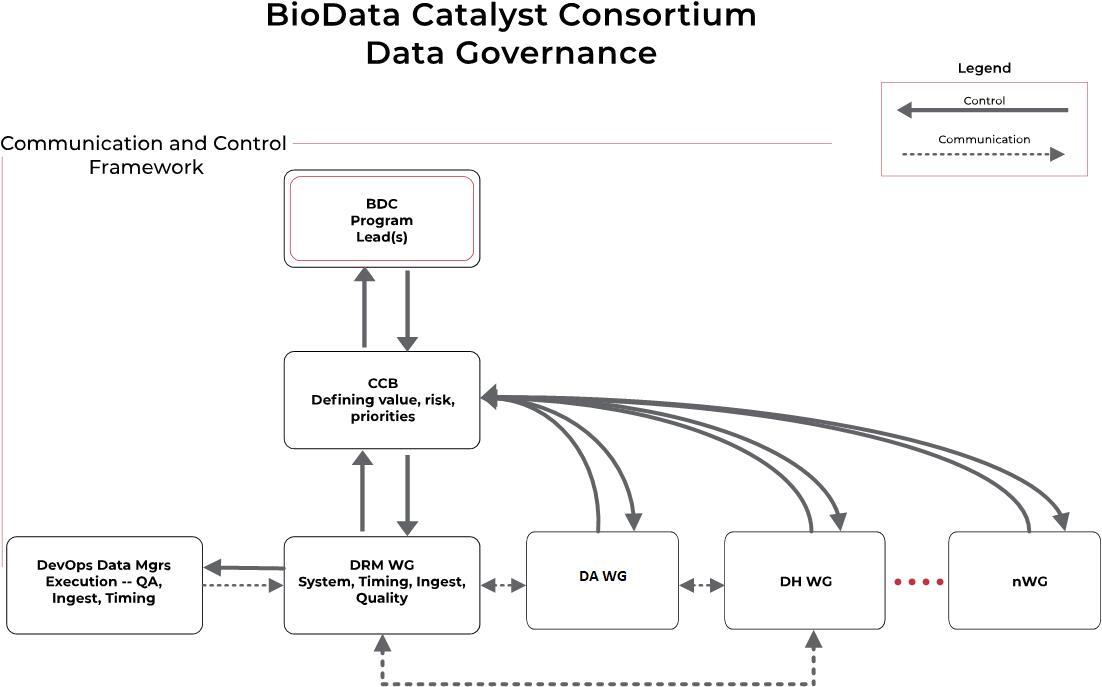 BioData Catalyst Consortium
Data Governance
Legend
Control
Communication
Communication and Control
Framework
BDC
Program
Lead(s)
CCB
Defining value, risk,
priorities
DevOps Data Mgrs
Execution -- QA,
Ingest, Timing
DRM WG
System, Timing, Ingest,
Quality
DA WG
DH WG
nWG